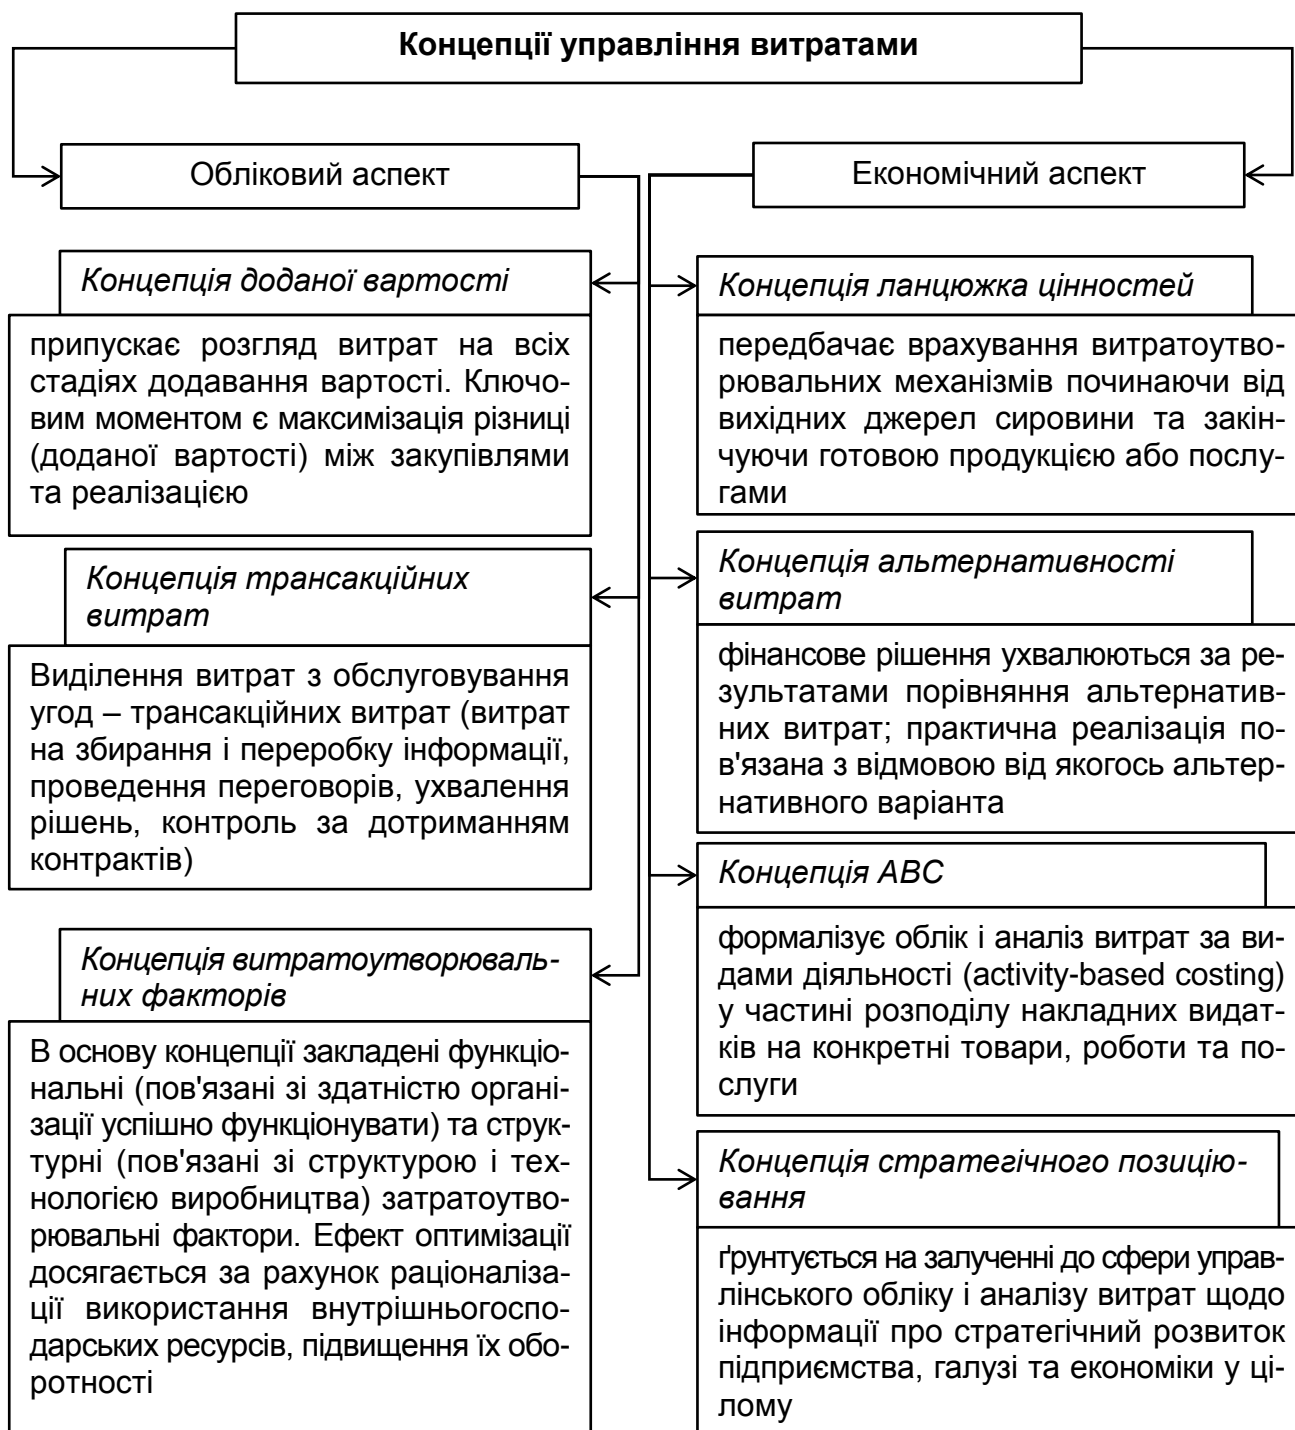 Концепції управління витратами
Обліковий аспект
Економічний аспект
Концепція доданої вартості
припускає розгляд витрат на всіх
стадіях додавання вартості. Ключо-
вим моментом є максимізація різниці
(доданої вартості) між закупівлями
та реалізацією
Концепція трансакційних
витрат
Виділення витрат з обслуговування
угод – трансакційних витрат (витрат
на збирання і переробку інформації,
проведення переговорів, ухвалення
рішень, контроль за дотриманням
контрактів)
Концепція витратоутворюваль-
них факторів
В основу концепції закладені функціо-
нальні (пов'язані зі здатністю органі-
зації успішно функціонувати) та струк-
турні (пов'язані зі структурою і тех-
нологією виробництва) затратоутво-
рювальні фактори. Ефект оптимізації
досягається за рахунок раціоналіза-
ції використання внутрішньогоспо-
дарських ресурсів, підвищення їх обо-
ротності
Концепція ланцюжка цінностей
передбачає врахування витратоутво-
рювальних механізмів починаючи від
вихідних джерел сировини та закін-
чуючи готовою продукцією або послу-
гами
Концепція альтернативності
витрат
фінансове рішення ухвалюються за ре-
зультатами порівняння альтернатив-
них витрат; практична реалізація по-
в'язана з відмовою від якогось альтер-
нативного варіанта
Концепція АВС
формалізує облік і аналіз витрат за ви-
дами діяльності (activity-based costing)
у частині розподілу накладних видат-
ків на конкретні товари, роботи та по-
слуги
Концепція стратегічного позицію-
вання
ґрунтується на залученні до сфери управ-
лінського обліку і аналізу витрат щодо
інформації про стратегічний розвиток
підприємства, галузі та економіки у ці-
лому